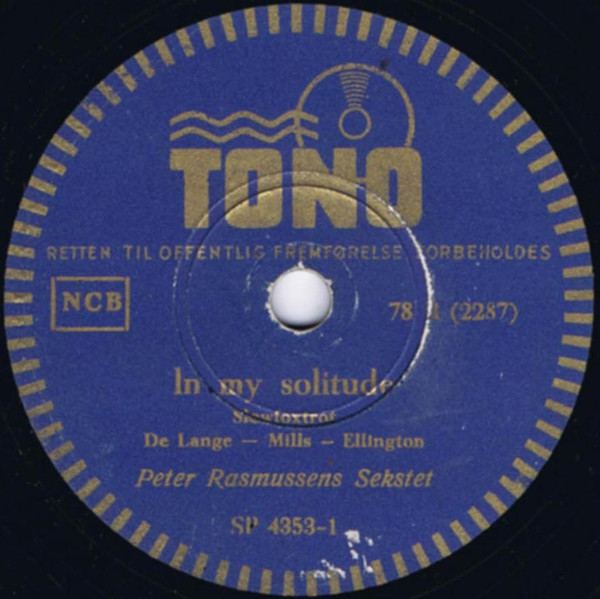 TONO
RETTEN TIL OFFENTLIG FREMFØRELSE FORBEHOLDES
NCB
(2287)
In my solitude
Slowfoxtrot
De Lange — Mills — Ellington
Peter Rasmussens Sekstet
SP 4353-1